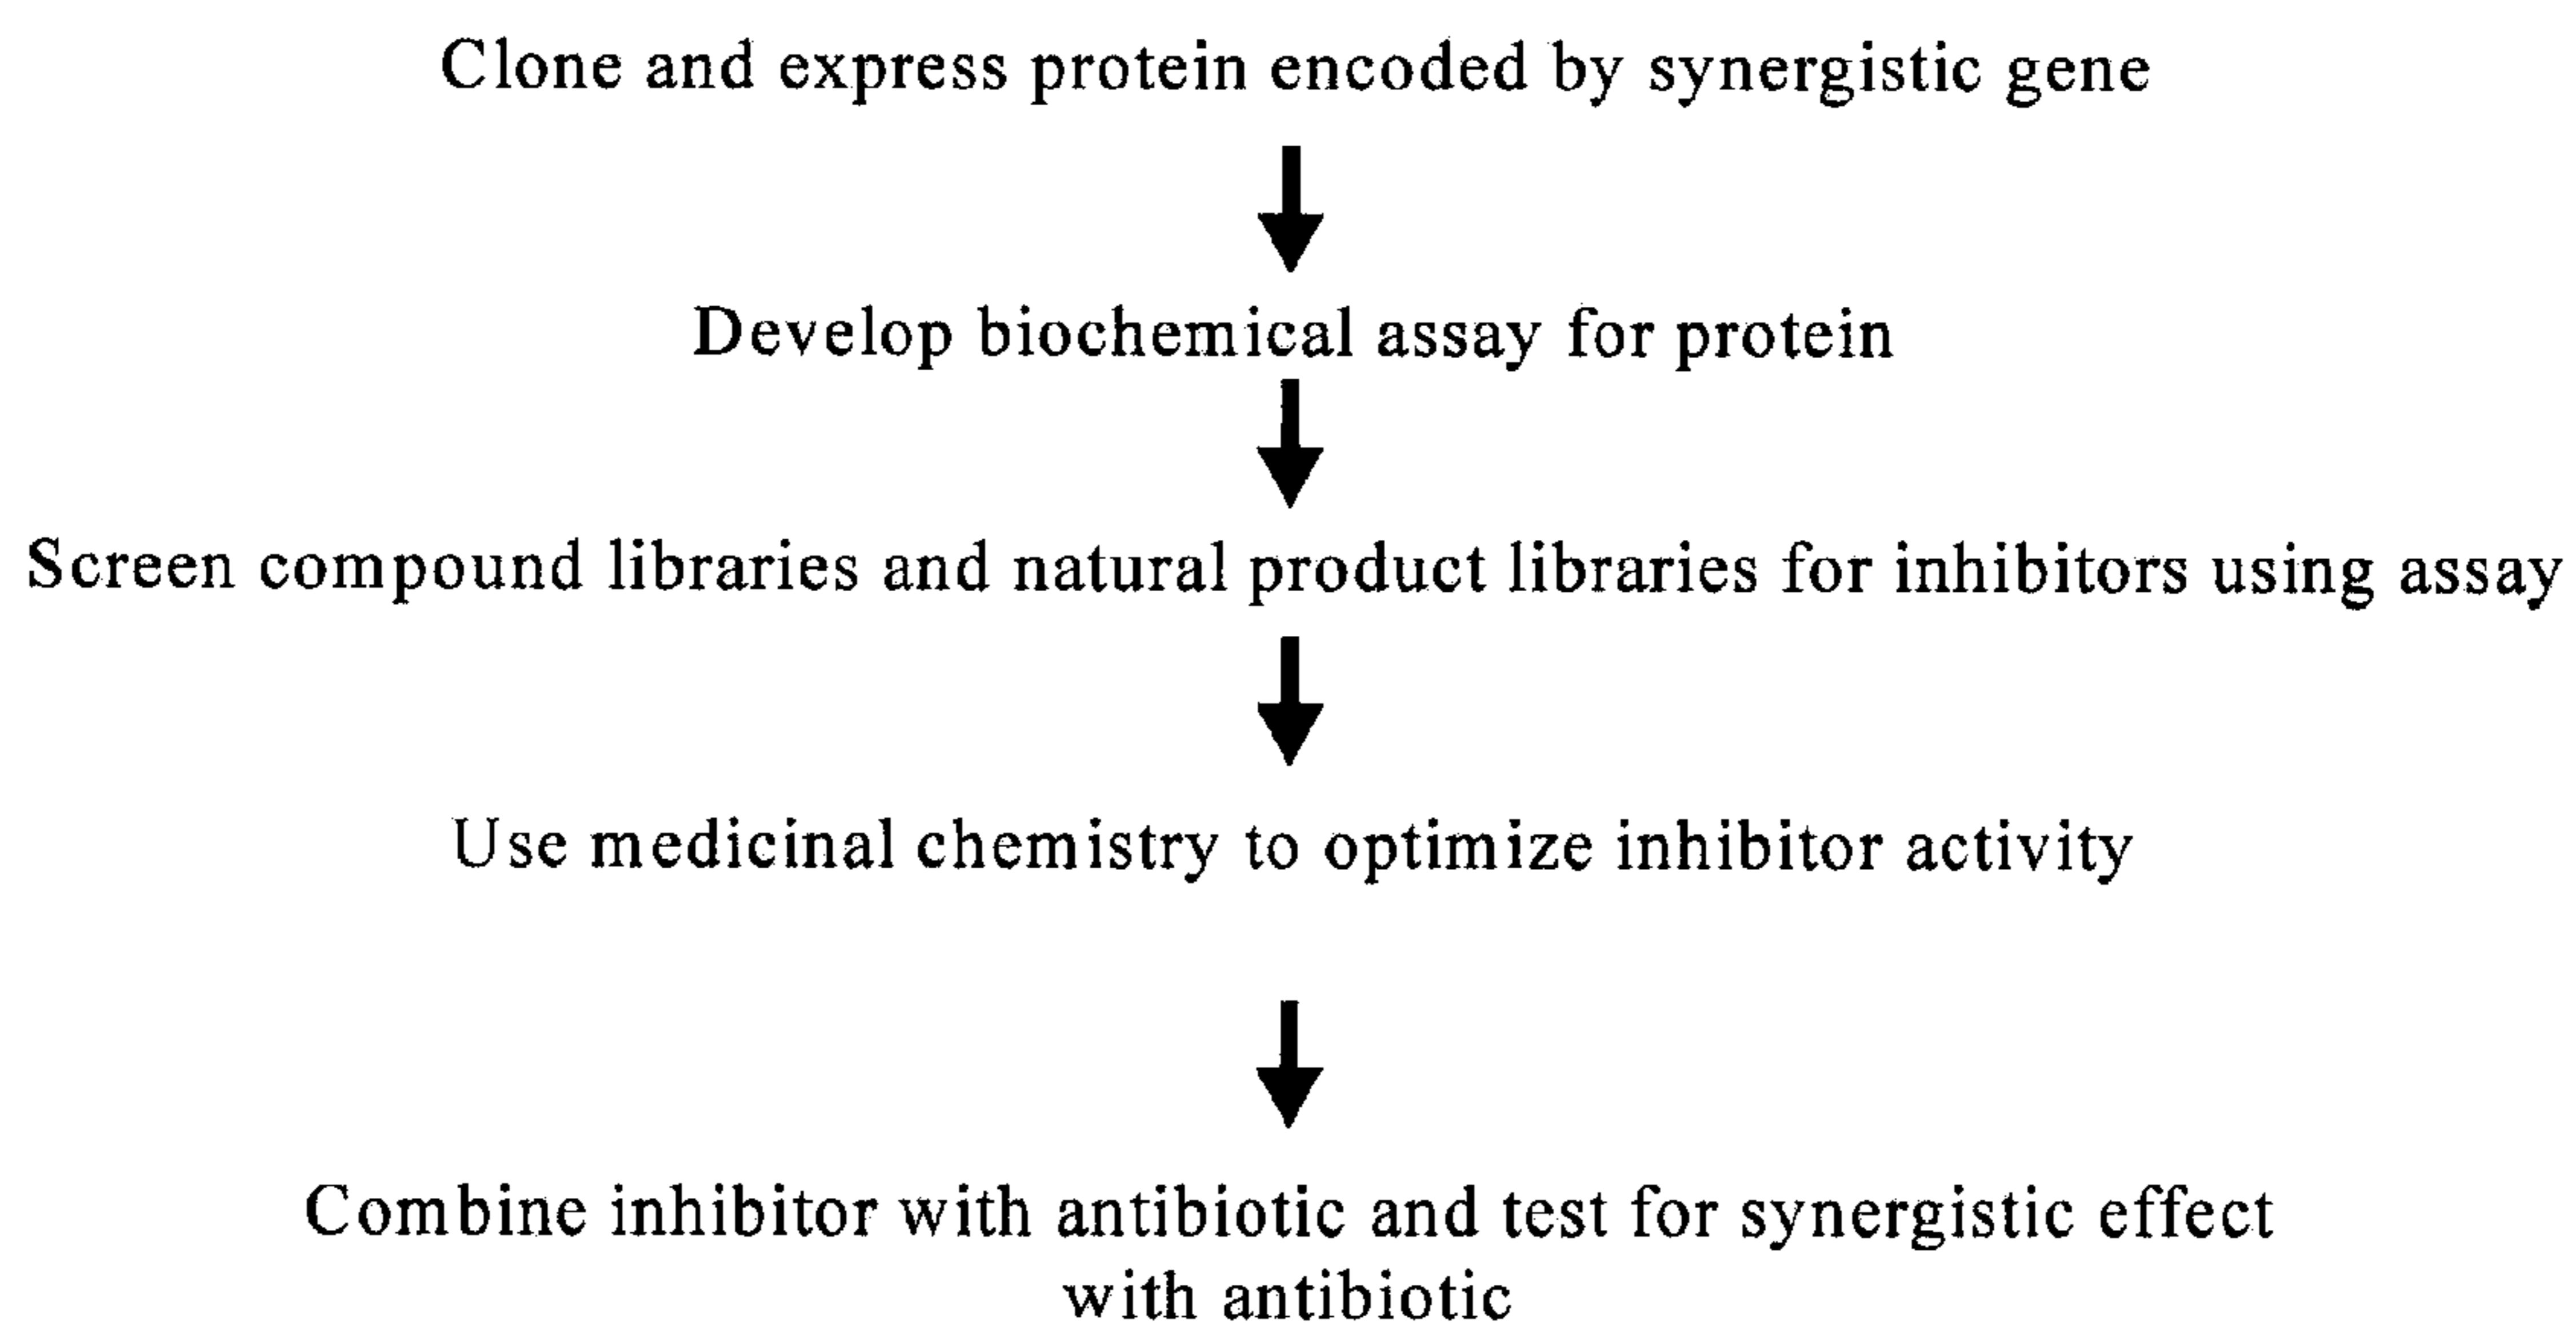 Clone and express protein encoded by synergistic gene
Develop biochemical assay for protein
Screen compound libraries and natural product libraries for inhibitors using assay
Use medicinal chemistry to optimize inhibitor activity
Combine inhibitor with antibiotic and test for synergistic effect
with antibiotic